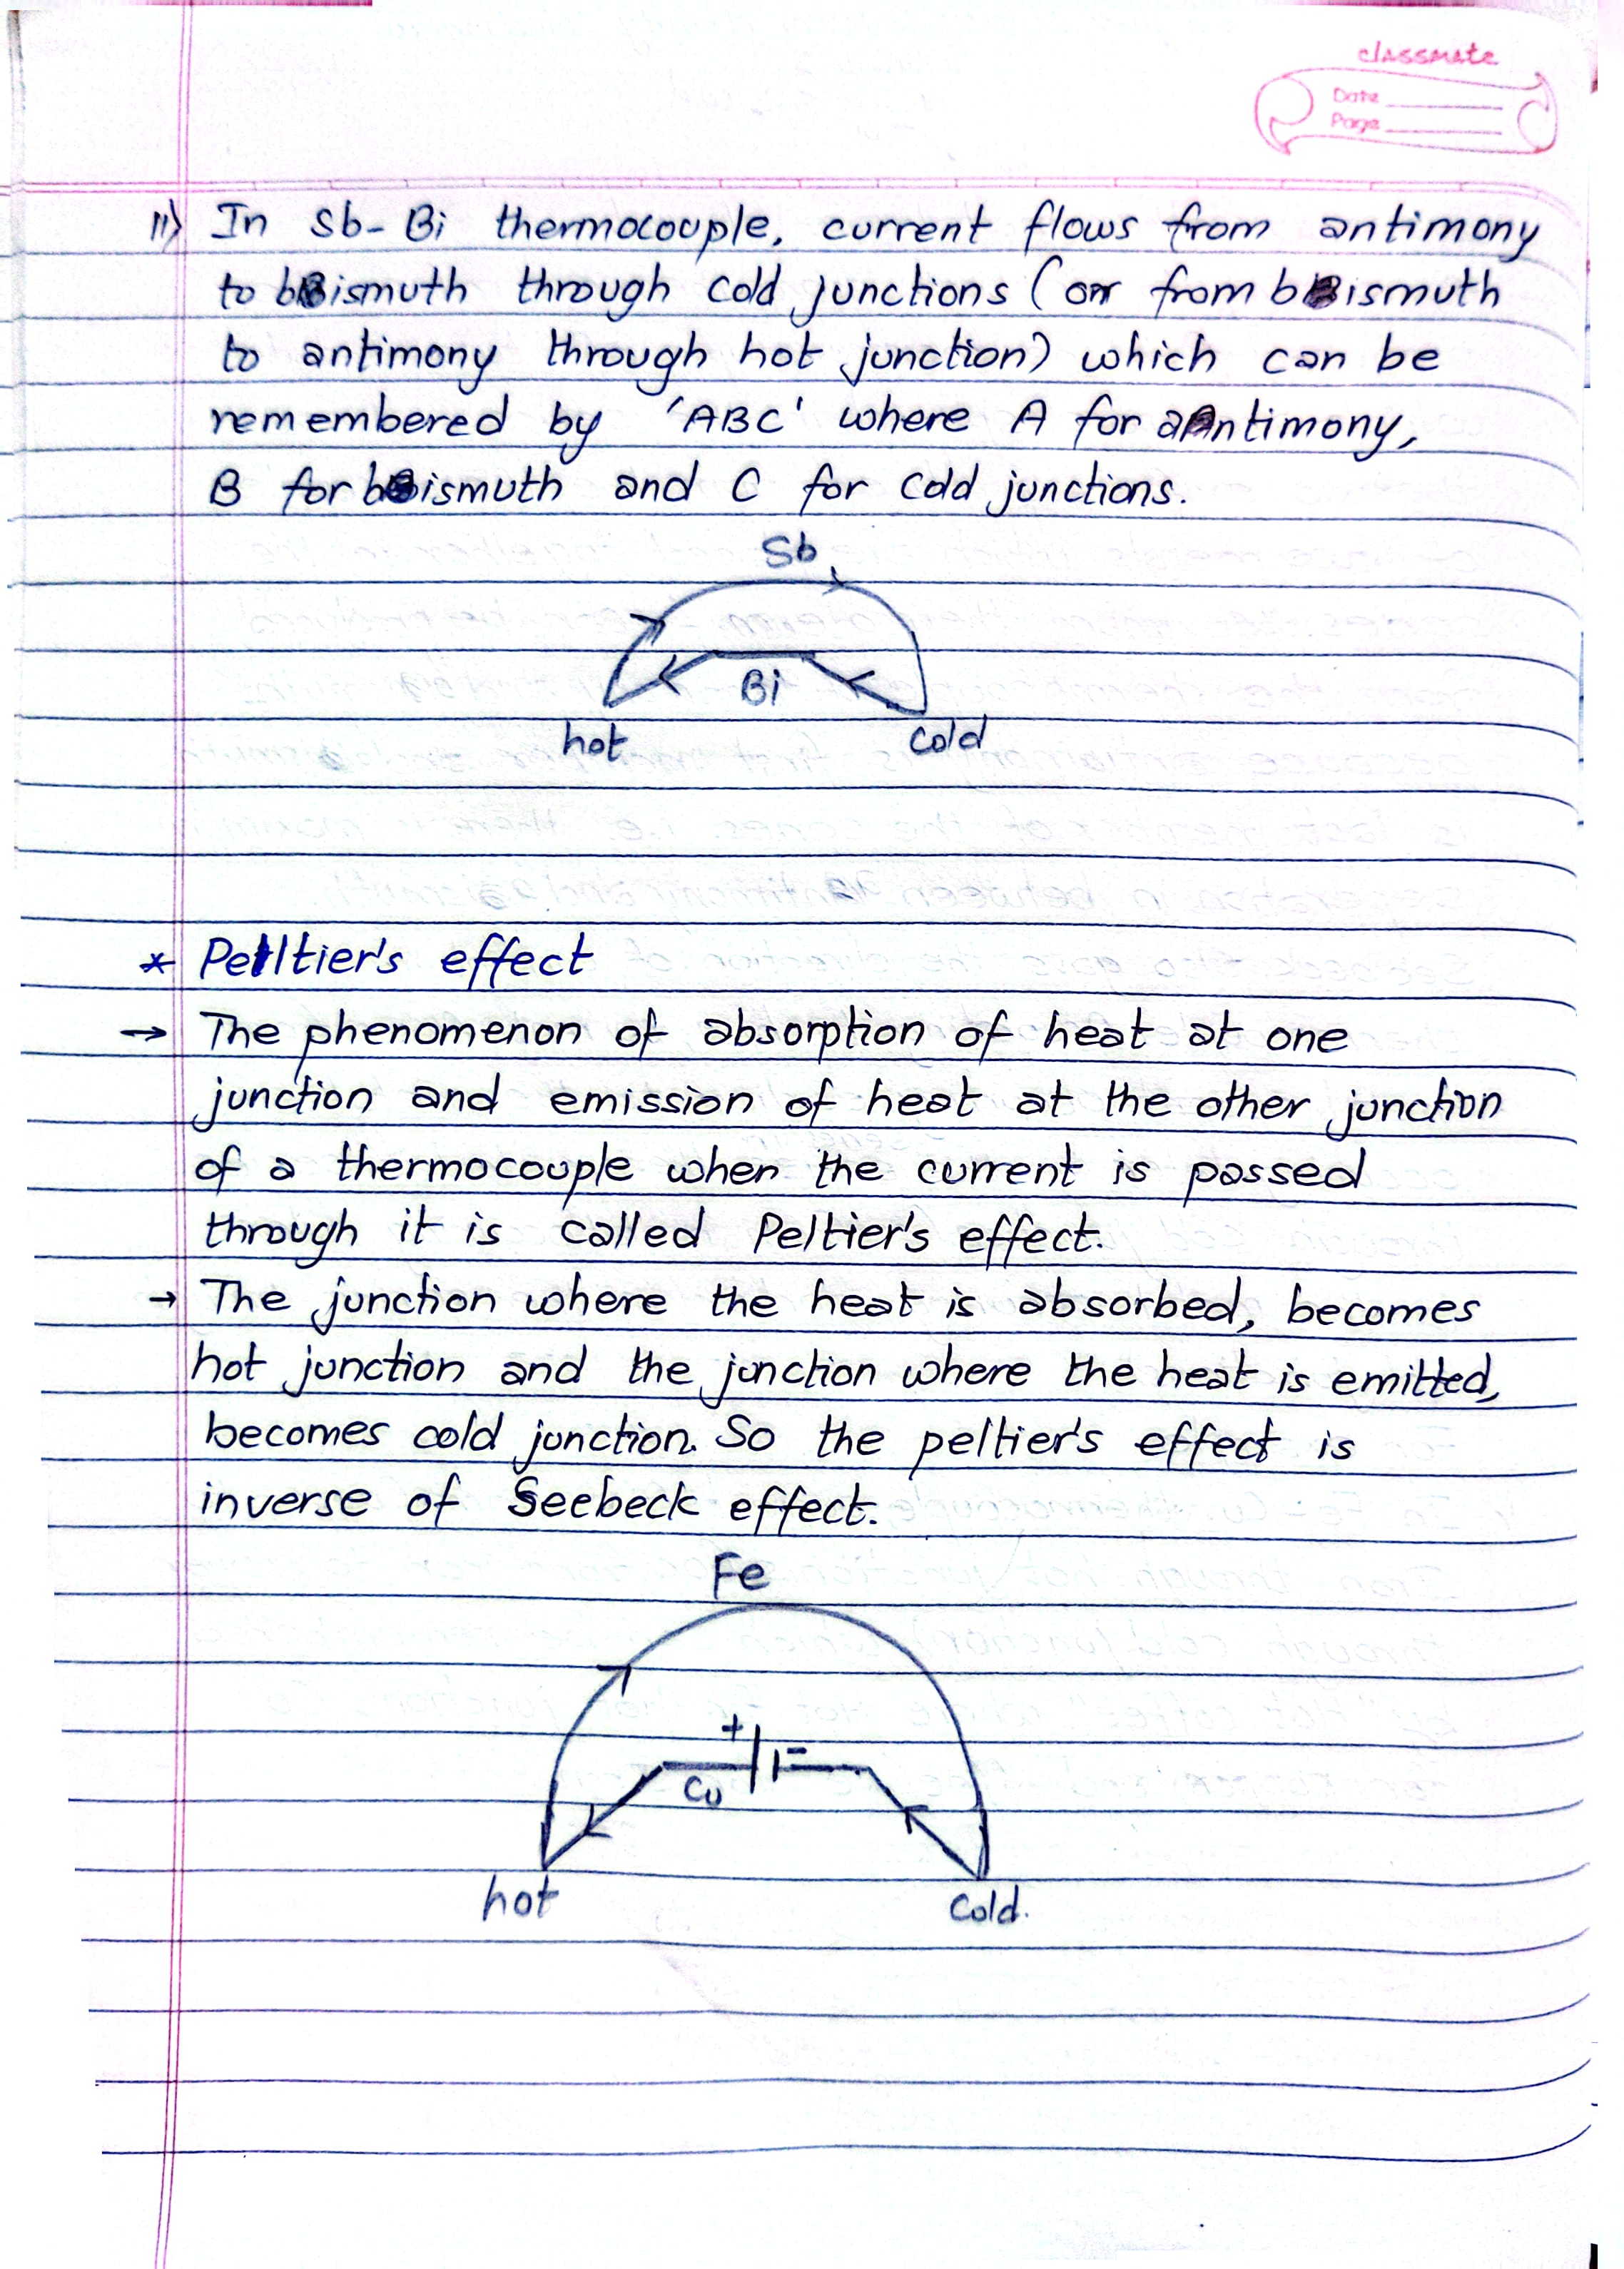 classmate
Date
Page
11) In Sb-Bi thermocouple, current flows from antimony
to bismuth through cold junctions (or from bismuth
to antimony through hot junction) which can be
remembered by 'ABC' where A for antimony,
B for bismuth and C for cold junctions.
Sb
Bi
hot cold
* Peltier's effect
→ The phenomenon of absorption of heat at one
junction and emission of heat at the other junction
of a thermocouple when the current is passed
through it is called Peltier's effect.
→ The junction where the heat is absorbed, becomes
hot junction and the junction where the heat is emitted,
becomes cold junction. So the peltier's effect is
inverse of Seebeck effect.
Fe
+ -
Cu
hot cold.